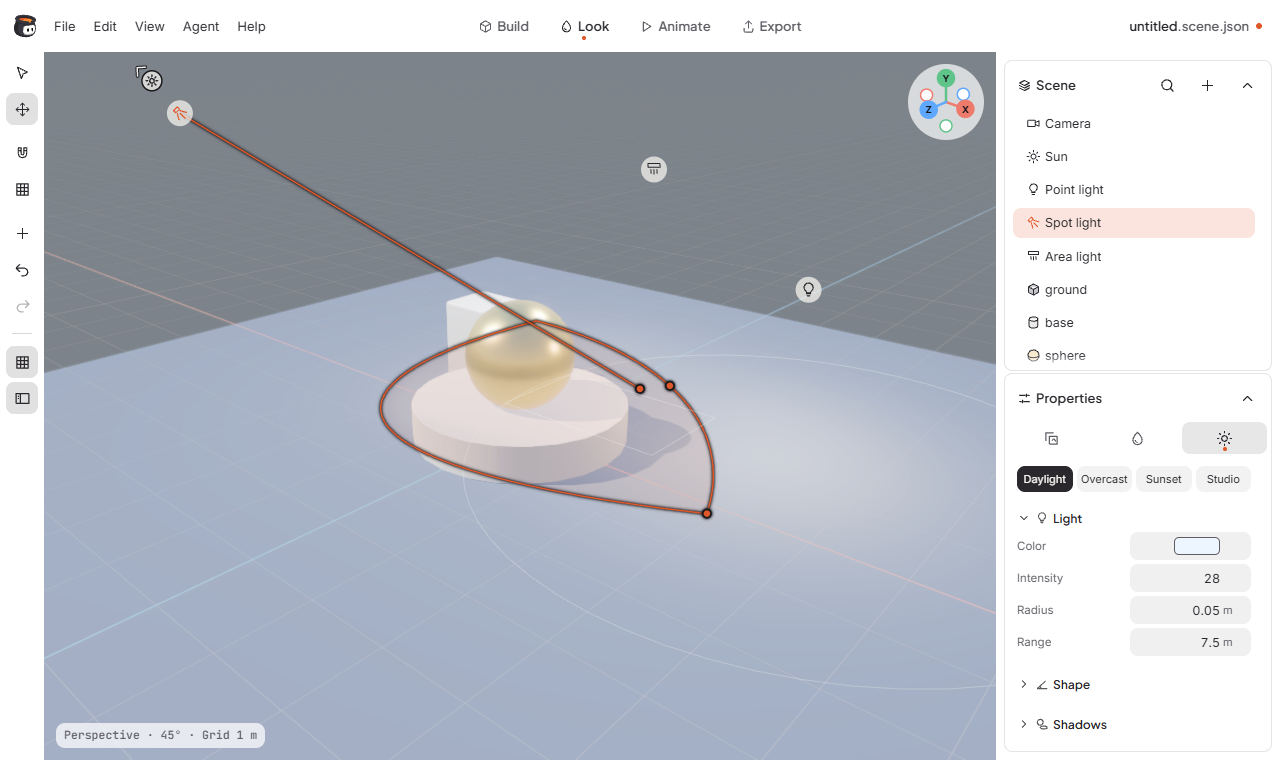 File Edit View Agent Help
Build Look Animate Export
untitled.scene.json
Y
Z X
Scene
Camera
Sun
Point light
Spot light
Area light
ground
base
sphere
Properties
Daylight Overcast Sunset Studio
Light
Color
Intensity 28
Radius 0.05 m
Range 7.5 m
Shape
Shadows
Perspective · 45° · Grid 1 m